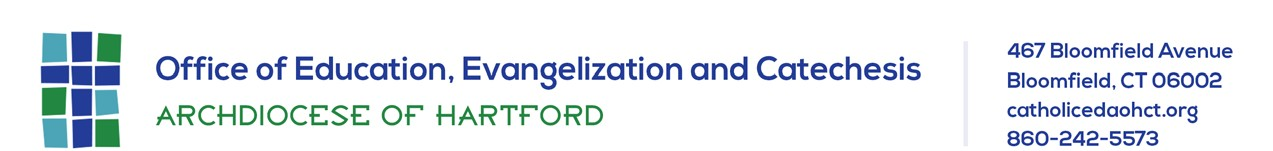 Office of Education, Evangelization and Catechesis
ARCHDIOCESE OF HARTFORD
467 Bloomfield Avenue
Bloomfield, CT 06002
catholicedaohct.org
860-242-5573